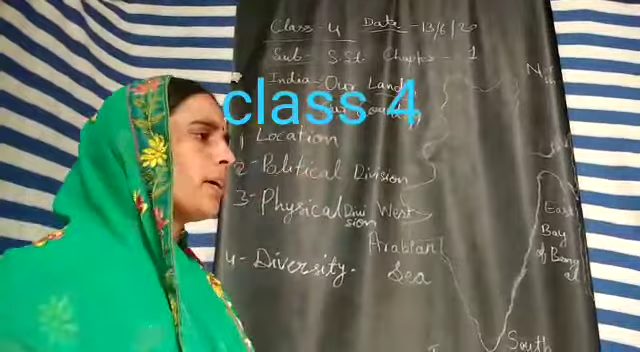 Class - 4 Date - 13/6/20
Sub - S.St. Chapter - 1
India - Our Land
class 4
1 Location
2- Political Division
3- Physical Division
4- Diversity.
West
Arabian
Sea
East
Bay
of Bengal
South